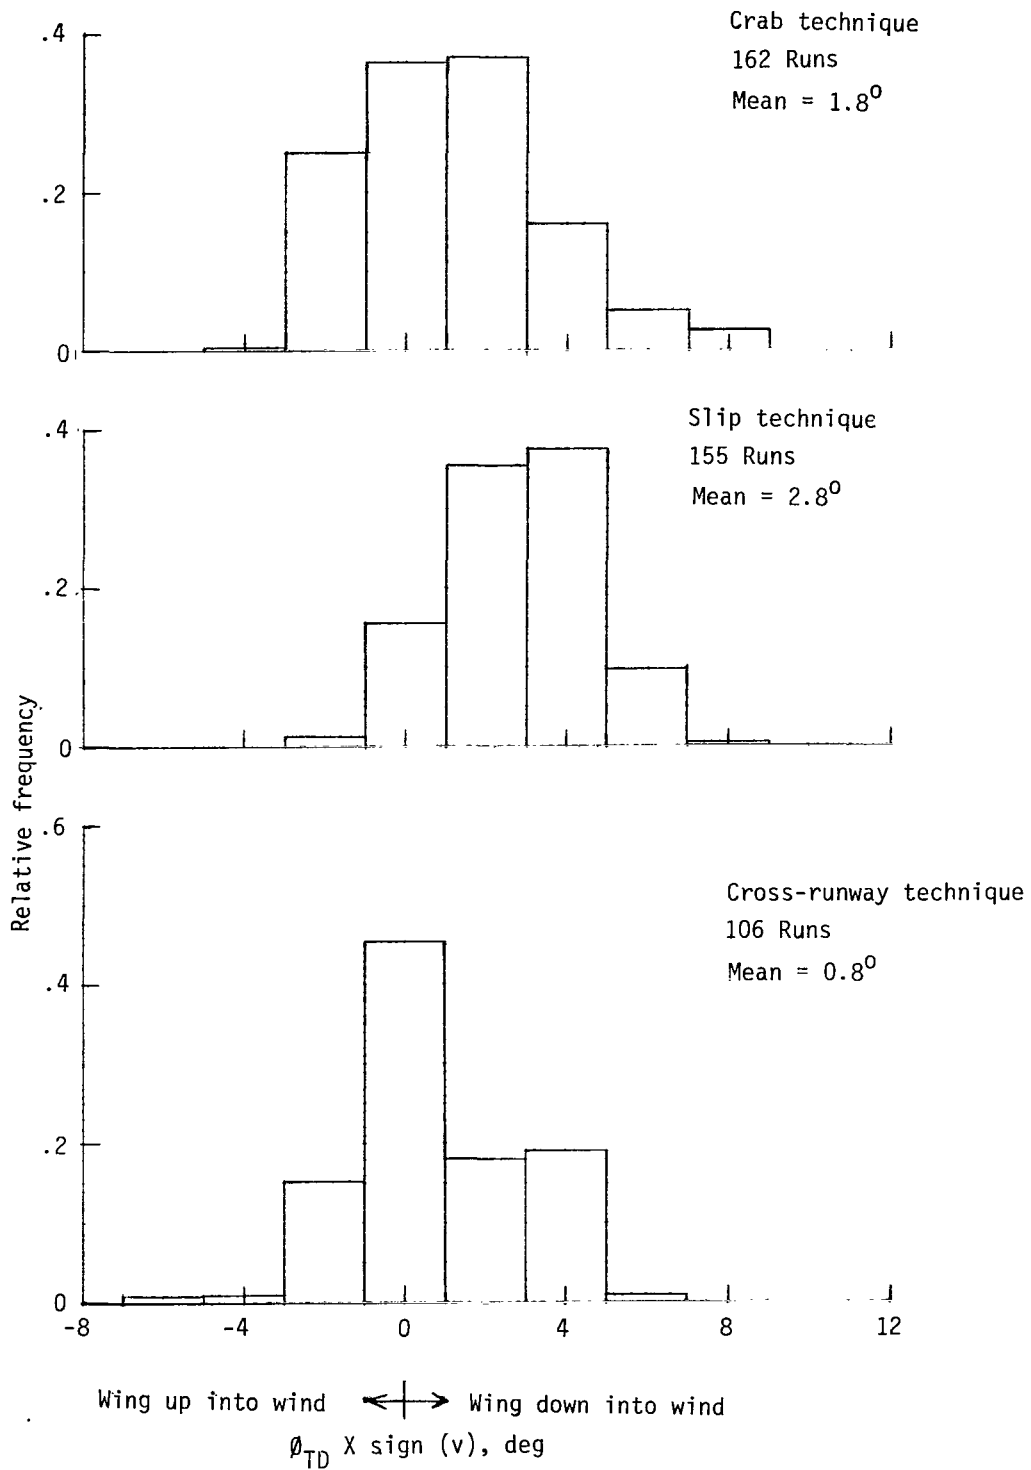 Crab technique
162 Runs
Mean = 1.8°
.4
.2
0
Slip technique
155 Runs
Mean = 2.8°
.4
.2
0
Relative frequency
Cross-runway technique
106 Runs
Mean = 0.8°
.6
.4
.2
0
-8 -4 0 4 8 12
Wing up into wind Wing down into wind
ØTD X sign (v), deg